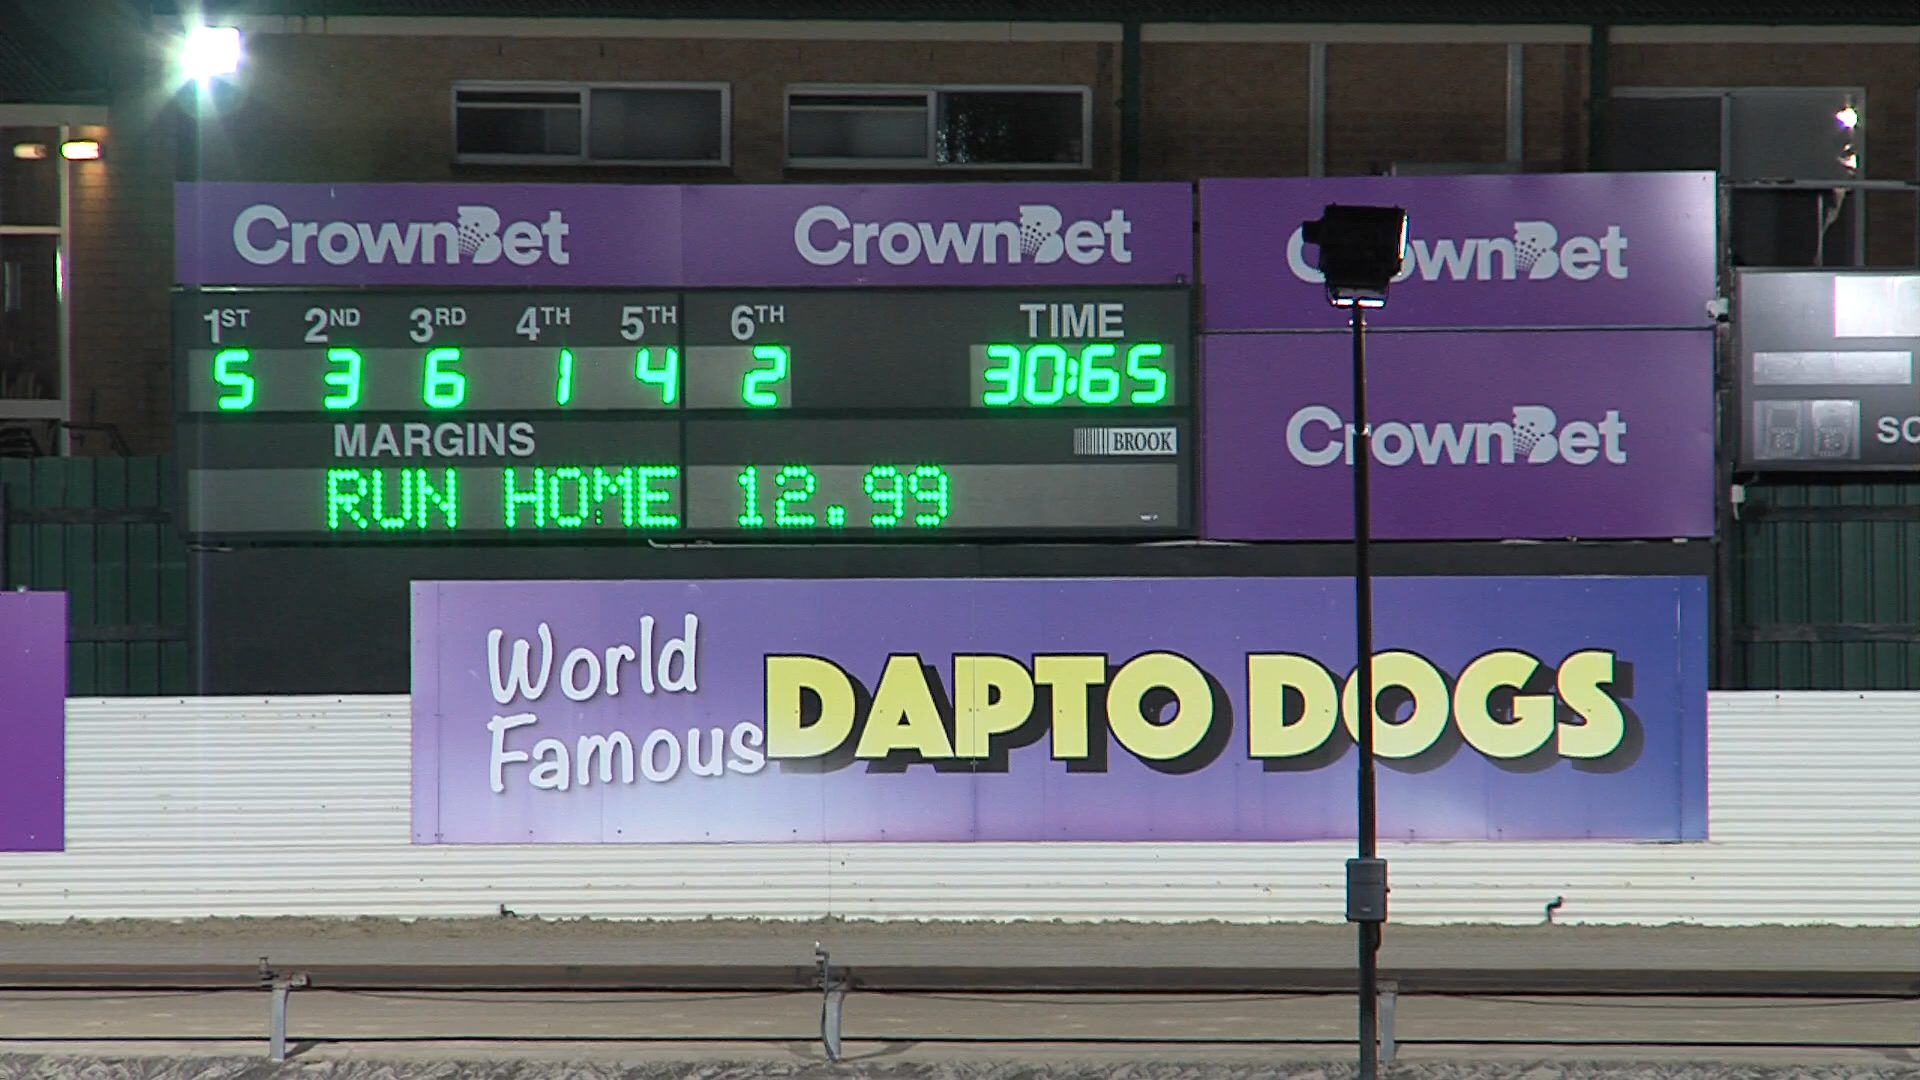 CrownBet CrownBet
CrownBet
1ST 2ND 3RD 4TH 5TH 6TH TIME
5 3 6 1 4 2 30:65
MARGINS BROOK
RUN HOME 12.99
CrownBet
SC
World
Famous
DAPTO DOGS